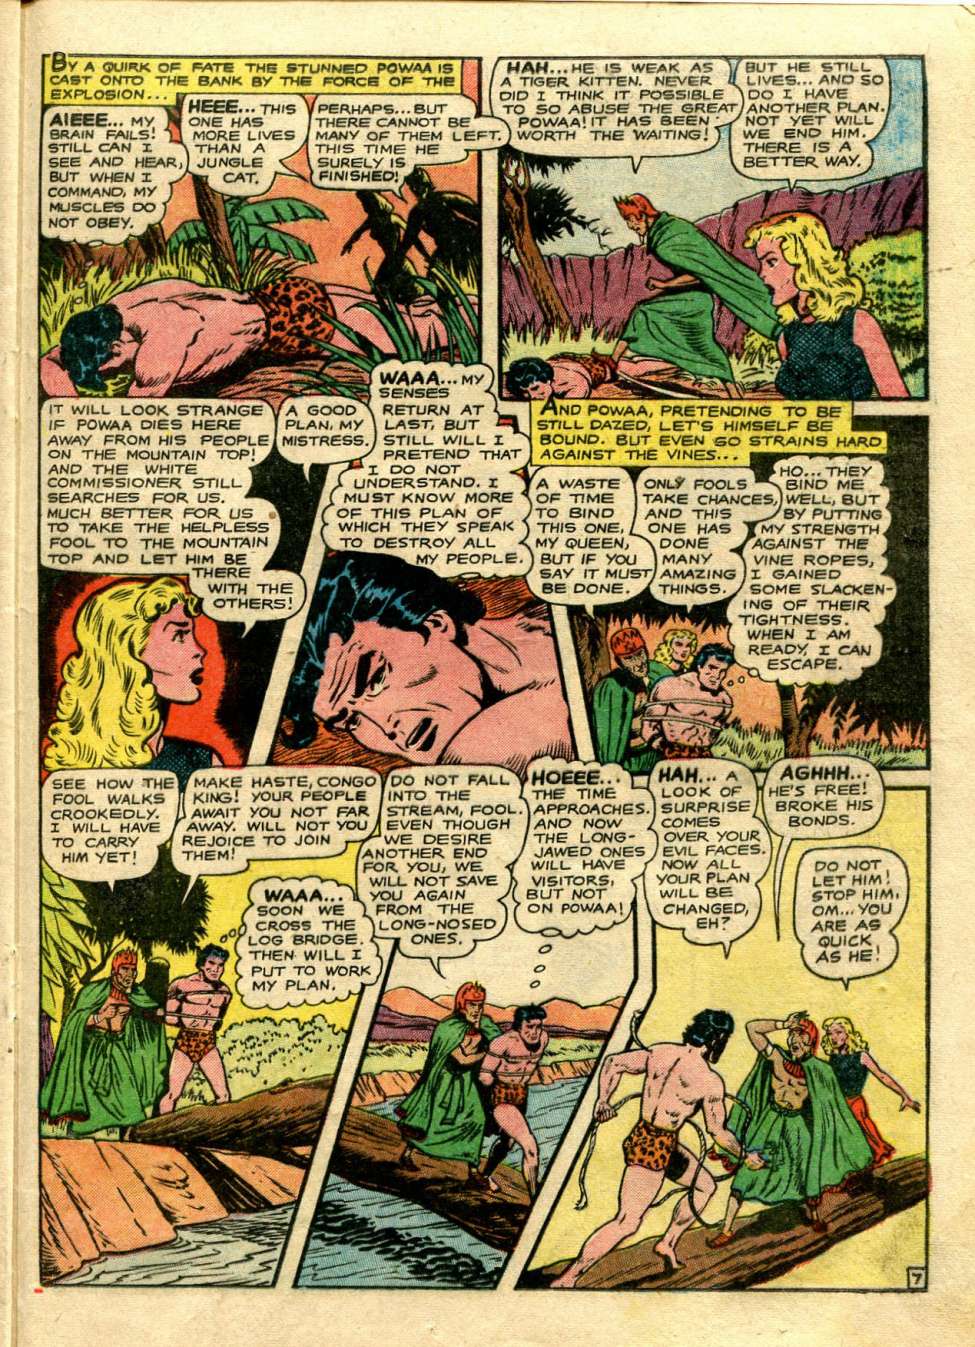 BY A QUIRK OF FATE THE STUNNED POWAA IS
CAST ONTO THE BANK BY THE FORCE OF THE
EXPLOSION...
AIEEE... MY
BRAIN FAILS!
STILL CAN I
SEE AND HEAR,
BUT WHEN I
COMMAND, MY
MUSCLES DO
NOT OBEY.
HEEE... THIS
ONE HAS
MORE LIVES
THAN A
JUNGLE
CAT.
PERHAPS... BUT
THERE CANNOT BE
MANY OF THEM LEFT.
THIS TIME HE
SURELY IS
FINISHED!
HAH... HE IS WEAK AS
A TIGER KITTEN. NEVER
DID I THINK IT POSSIBLE
TO SO ABUSE THE GREAT
POWAA! IT HAS BEEN
WORTH THE WAITING!
BUT HE STILL
LIVES... AND SO
DO I HAVE
ANOTHER PLAN.
NOT YET WILL
WE END HIM.
THERE IS A
BETTER WAY.
IT WILL LOOK STRANGE
IF POWAA DIES HERE
AWAY FROM HIS PEOPLE
ON THE MOUNTAIN TOP!
AND THE WHITE
COMMISSIONER STILL
SEARCHES FOR US.
MUCH BETTER FOR US
TO TAKE THE HELPLESS
FOOL TO THE MOUNTAIN
TOP AND LET HIM BE
THERE
WITH THE
OTHERS!
A GOOD
PLAN, MY
MISTRESS.
WAAA... MY
SENSES
RETURN AT
LAST, BUT
STILL WILL I
PRETEND THAT
I DO NOT
UNDERSTAND. I
MUST KNOW MORE
OF THIS PLAN OF
WHICH THEY SPEAK
TO DESTROY ALL
MY PEOPLE.
AND POWAA, PRETENDING TO BE
STILL DAZED, LET'S HIMSELF BE
BOUND. BUT EVEN SO STRAINS HARD
AGAINST THE VINES...
A WASTE
OF TIME
TO BIND
THIS ONE,
MY QUEEN,
BUT IF YOU
SAY IT MUST
BE DONE.
ONLY FOOLS
TAKE CHANCES,
AND THIS
ONE HAS
DONE
MANY
AMAZING
THINGS.
HO... THEY
BIND ME
WELL, BUT
BY PUTTING
MY STRENGTH
AGAINST THE
VINE ROPES,
I GAINED
SOME SLACKEN-
ING OF THEIR
TIGHTNESS.
WHEN I AM
READY, I CAN
ESCAPE.
SEE HOW THE
FOOL WALKS
CROOKEDLY.
I WILL HAVE
TO CARRY
HIM YET!
MAKE HASTE, CONGO
KING! YOUR PEOPLE
AWAIT YOU NOT FAR
AWAY. WILL NOT YOU
REJOICE TO JOIN
THEM!
WAAA...
SOON WE
CROSS THE
LOG BRIDGE.
THEN WILL I
PUT TO WORK
MY PLAN.
DO NOT FALL
INTO THE
STREAM, FOOL.
EVEN THOUGH
WE DESIRE
ANOTHER END
FOR YOU, WE
WILL NOT SAVE
YOU AGAIN
FROM THE
LONG-NOSED
ONES.
HOEEE...
THE TIME
APPROACHES.
AND NOW
THE LONG-
JAWED ONES
WILL HAVE
VISITORS,
BUT NOT
ON POWAA!
HAH... A
LOOK OF
SURPRISE
COMES
OVER YOUR
EVIL FACES.
NOW ALL
YOUR PLAN
WILL BE
CHANGED,
EH?
AGHHH...
HE'S FREE!
BROKE HIS
BONDS.
DO NOT
LET HIM!
STOP HIM,
OM... YOU
ARE AS
QUICK
AS HE!
7